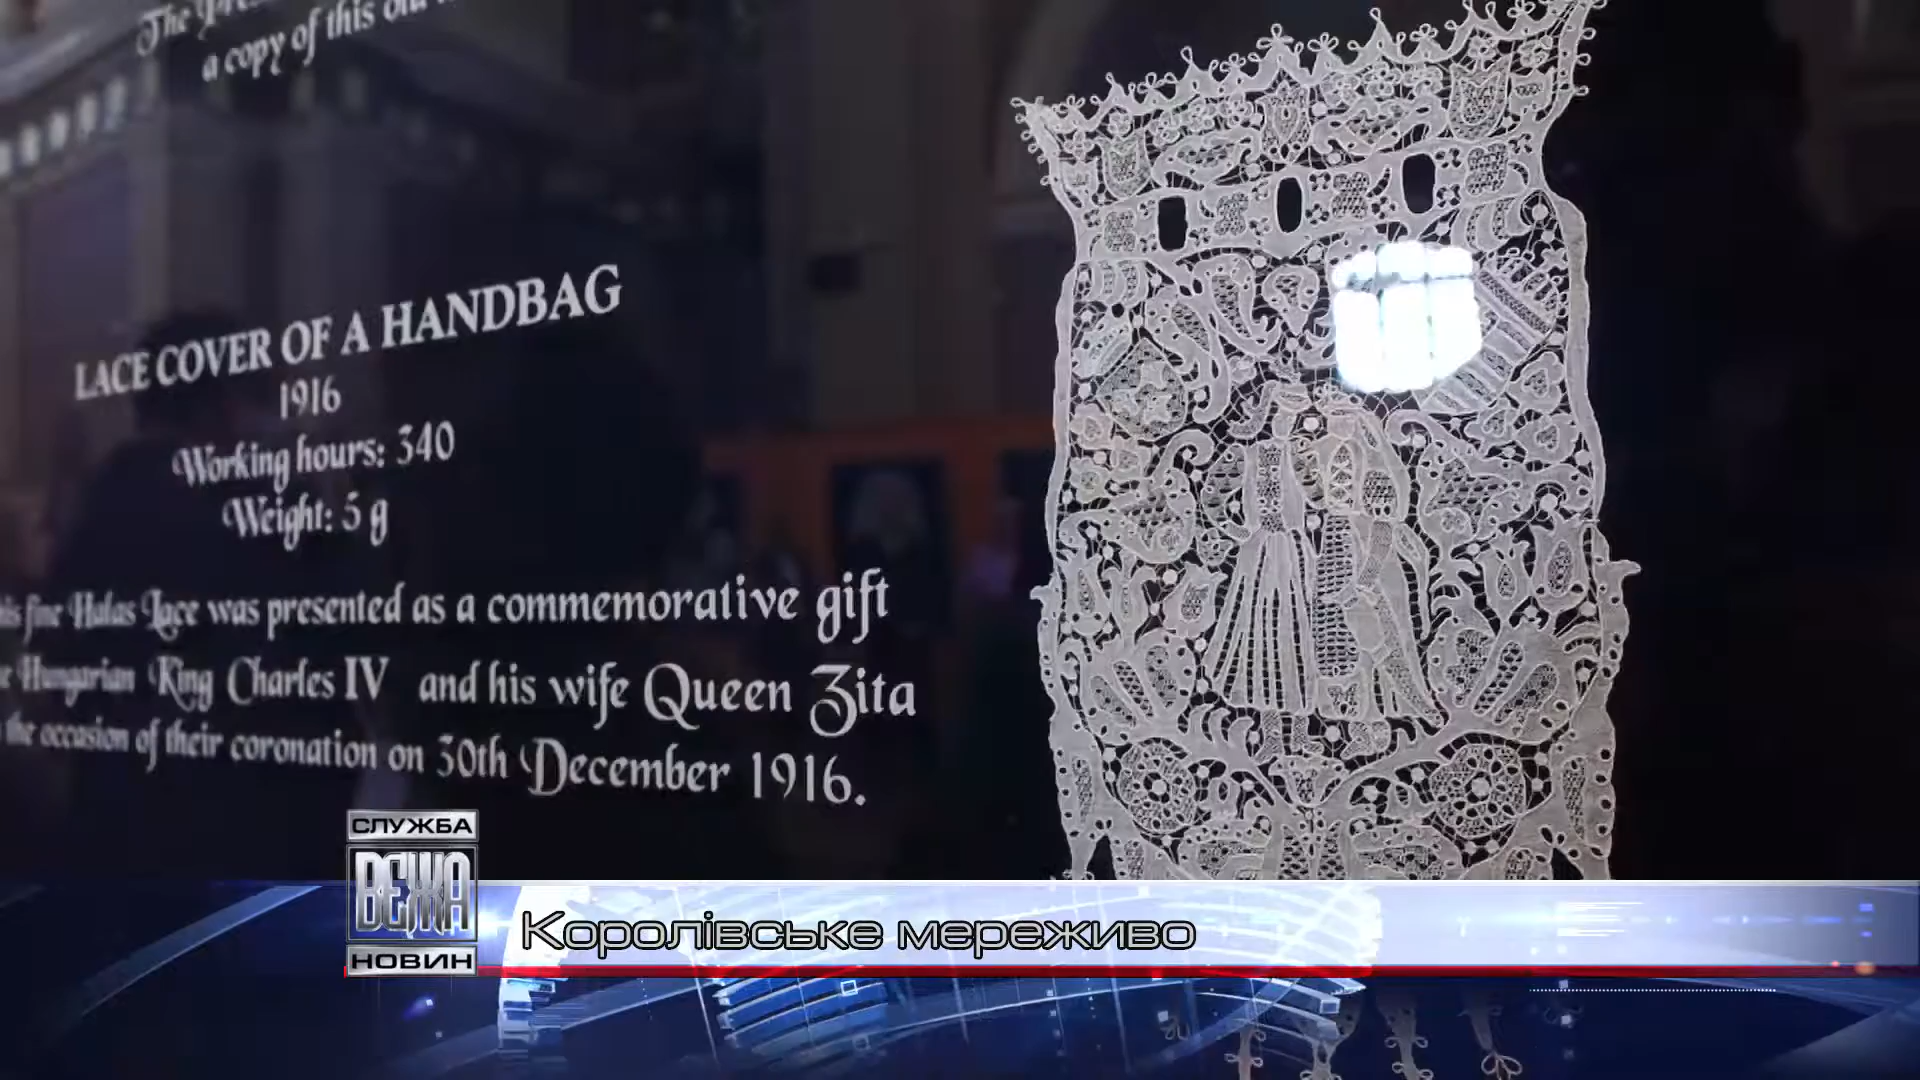 The
a copy of this old
LACE COVER OF A HANDBAG
1916
Working hours: 340
Weight: 5 g
fine Halas Lace was presented as a commemorative gift
Hungarian King Charles IV and his wife Queen Zita
the occasion of their coronation on 30th December 1916.
СЛУЖБА
ВЕЖА
НОВИН
Королівське мереживо